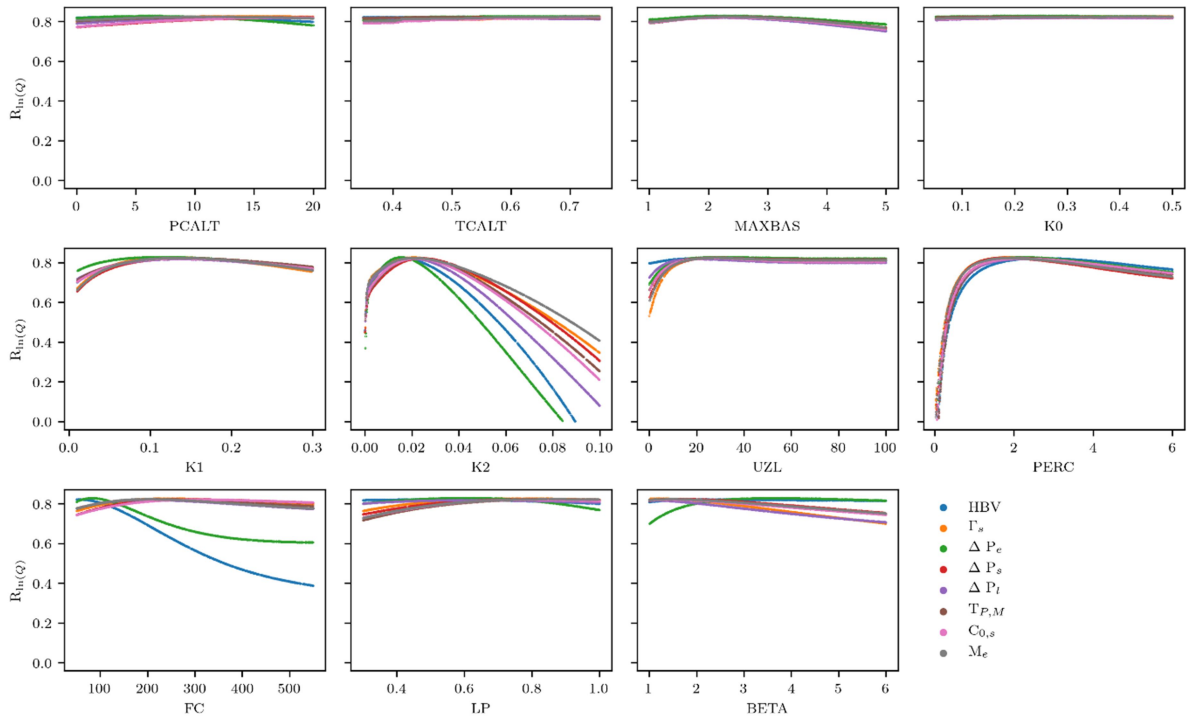 0.8
0.6
0.4
0.2
0.0
R_ln(Q)
0 5 10 15 20
PCALT
0.4 0.5 0.6 0.7
TCALT
1 2 3 4 5
MAXBAS
0.1 0.2 0.3 0.4 0.5
K0
0.8
0.6
0.4
0.2
0.0
R_ln(Q)
0.0 0.1 0.2 0.3
K1
0.00 0.02 0.04 0.06 0.08 0.10
K2
0 20 40 60 80 100
UZL
0 2 4 6
PERC
0.8
0.6
0.4
0.2
0.0
R_ln(Q)
100 200 300 400 500
FC
0.4 0.6 0.8 1.0
LP
1 2 3 4 5 6
BETA
HBV
Γ_s
Δ P_e
Δ P_s
Δ P_l
T_P,M
C_0,s
M_e